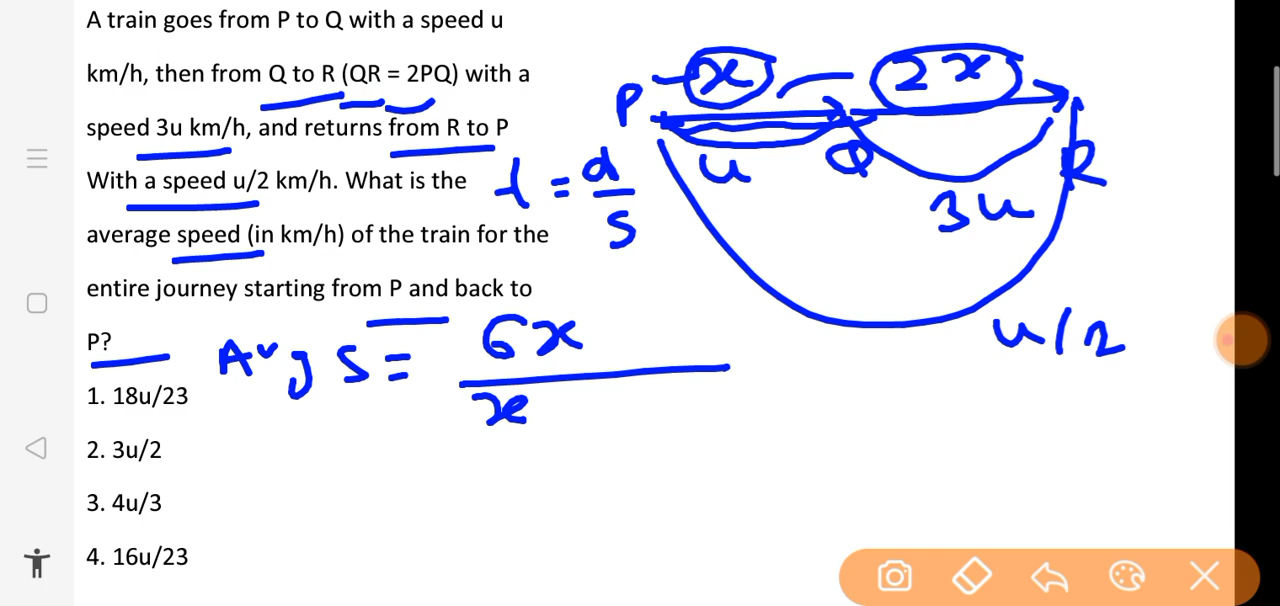 A train goes from P to Q with a speed u
km/h, then from Q to R (QR = 2PQ) with a
speed 3u km/h, and returns from R to P
With a speed u/2 km/h. What is the
average speed (in km/h) of the train for the
entire journey starting from P and back to
P?
1. 18u/23
2. 3u/2
3. 4u/3
4. 16u/23
P x 2x
u Q 3u R
t = d/s
u/2
Avg S = 6x
x